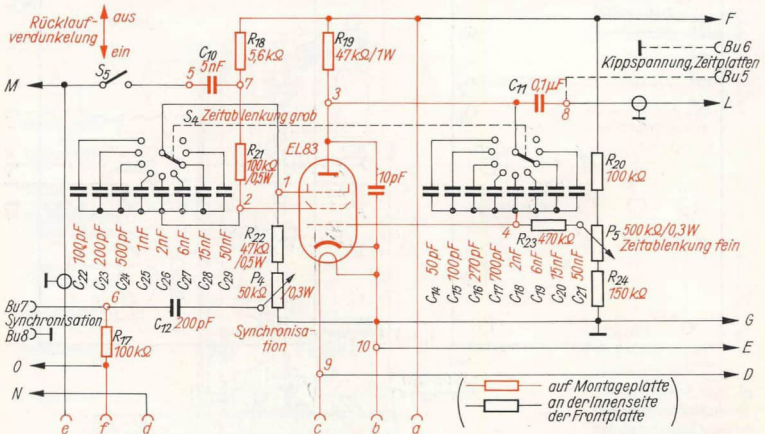 Rücklauf-
verdunkelung
aus
ein
C10
5nF
S5
5
7
M
R18
5,6kΩ
R19
47kΩ/1W
3
F
Bu6
Kippspannung, Zeitplatten
Bu5
C11
0,1µF
8
L
S4 Zeitablenkung grob
EL83
R21
100kΩ
/0,5W
1
2
10pF
R20
100kΩ
4
R23
470kΩ
P5
500kΩ/0,3W
Zeitablenkung fein
R24
150kΩ
R22
47kΩ
/0,5W
P4
50kΩ
/0,3W
100pF
200pF
500pF
1nF
2nF
6nF
15nF
50nF
C22
C23
C24
C25
C26
C27
C28
C29
50pF
100pF
270pF
700pF
2nF
6nF
15nF
50nF
C14
C15
C16
C17
C18
C19
C20
C21
Bu7
Synchronisation
Bu8
6
C12
200pF
Synchronisa-
tion
R17
100kΩ
O
N
G
10
E
9
D
e
f
d
c
b
a
auf Montageplatte
an der Innenseite
der Frontplatte